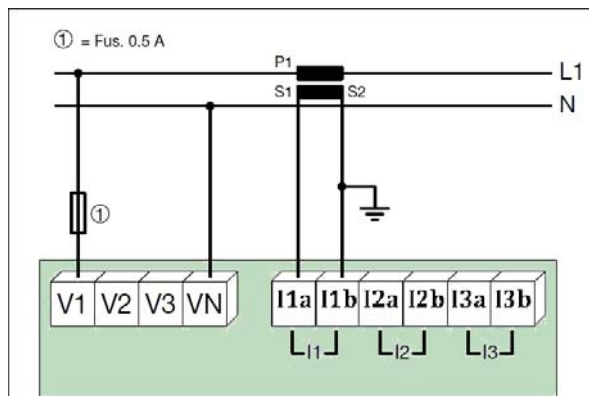 ① = Fus. 0.5 A
P1
L1
S1 S2
N
①
V1 V2 V3 VN I1a I1b I2a I2b I3a I3b
I1 I2 I3